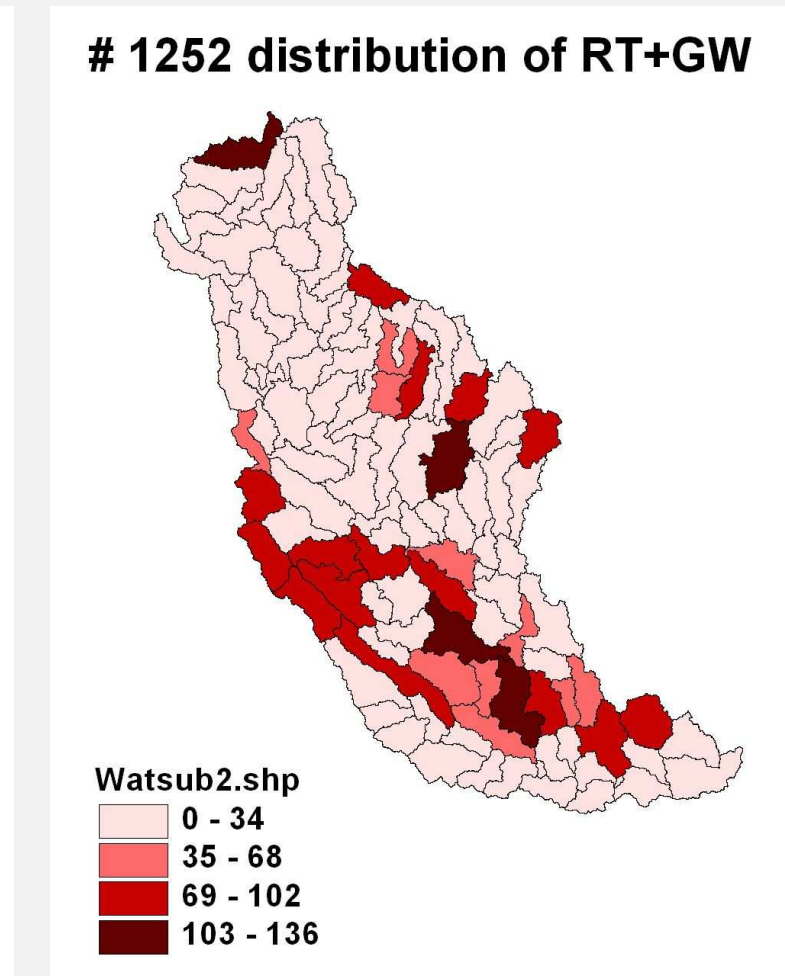 # 1252 distribution of RT+GW
Watsub2.shp
0 - 34
35 - 68
69 - 102
103 - 136